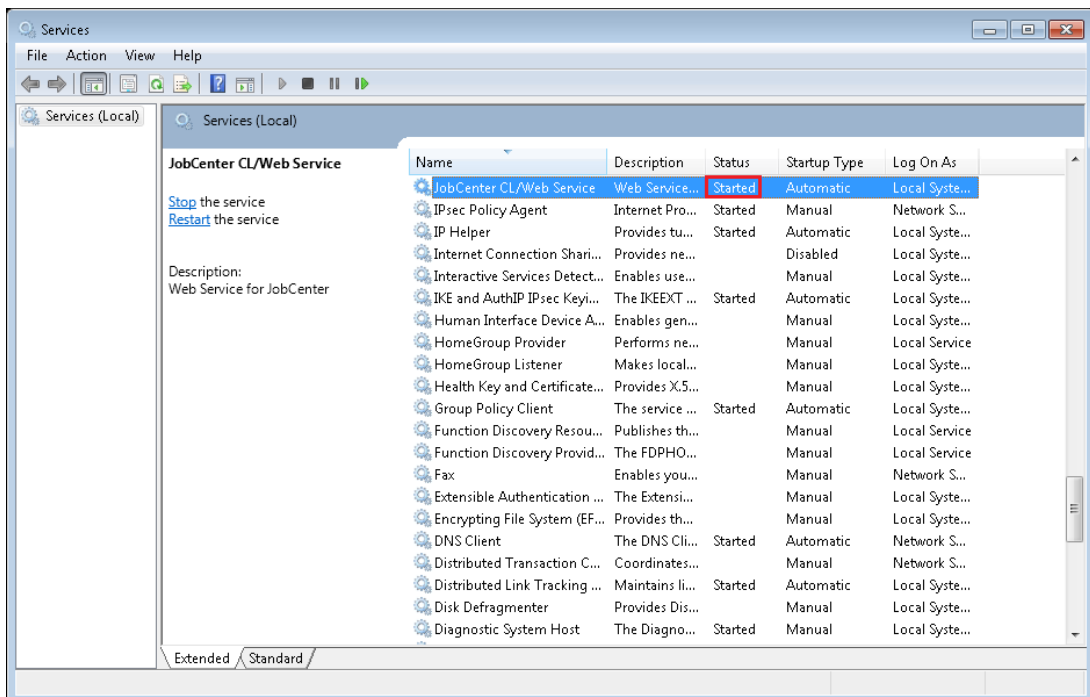 Services
File Action View Help
Services (Local)
Services (Local)
JobCenter CL/Web Service
Stop the service
Restart the service
Description:
Web Service for JobCenter
Name Description Status Startup Type Log On As
JobCenter CL/Web Service Web Service... Started Automatic Local Syste...
IPsec Policy Agent Internet Pro... Started Manual Network S...
IP Helper Provides tu... Started Automatic Local Syste...
Internet Connection Shari... Provides ne... Disabled Local Syste...
Interactive Services Detect... Enables use... Manual Local Syste...
IKE and AuthIP IPsec Keyi... The IKEEXT ... Started Automatic Local Syste...
Human Interface Device A... Enables gen... Manual Local Syste...
HomeGroup Provider Performs ne... Manual Local Service
HomeGroup Listener Makes local... Manual Local Syste...
Health Key and Certificate... Provides X.5... Manual Local Syste...
Group Policy Client The service ... Started Automatic Local Syste...
Function Discovery Resou... Publishes th... Manual Local Service
Function Discovery Provid... The FDPHO... Manual Local Service
Fax Enables you... Manual Network S...
Extensible Authentication ... The Extensi... Manual Local Syste...
Encrypting File System (EF... Provides th... Manual Local Syste...
DNS Client The DNS Cli... Started Automatic Network S...
Distributed Transaction C... Coordinates... Manual Network S...
Distributed Link Tracking ... Maintains li... Started Automatic Local Syste...
Disk Defragmenter Provides Dis... Manual Local Syste...
Diagnostic System Host The Diagno... Started Manual Local Syste...
Extended Standard